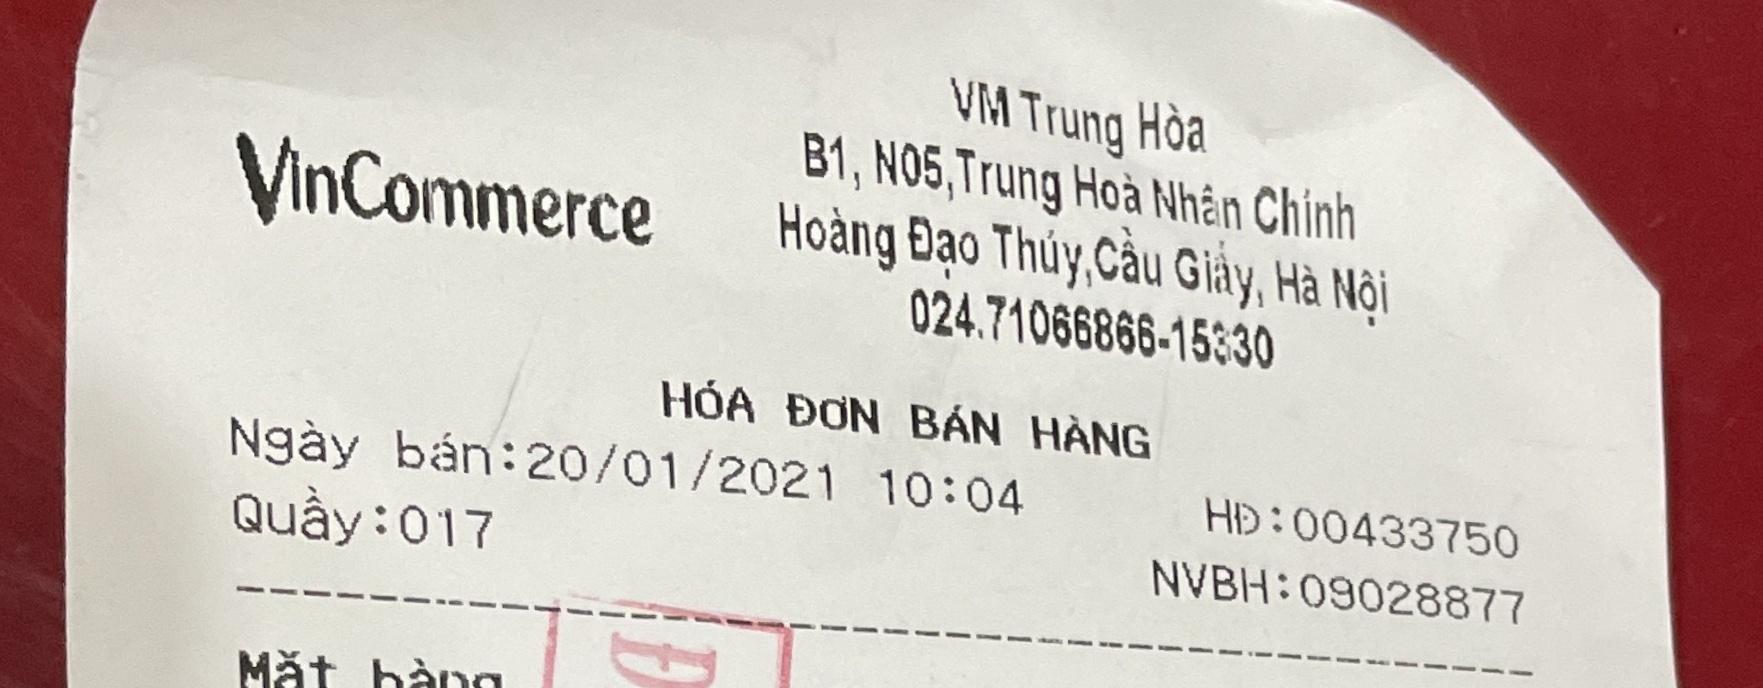 VinCommerce
VM Trung Hòa
B1, N05,Trung Hoà Nhân Chính
Hoàng Đạo Thúy,Cầu Giấy, Hà Nội
024.71066866-15330
HÓA ĐƠN BÁN HÀNG
Ngày bán:20/01/2021 10:04
HĐ:00433750
Quầy:017
NVBH:09028877
Mặt hàng
Đ